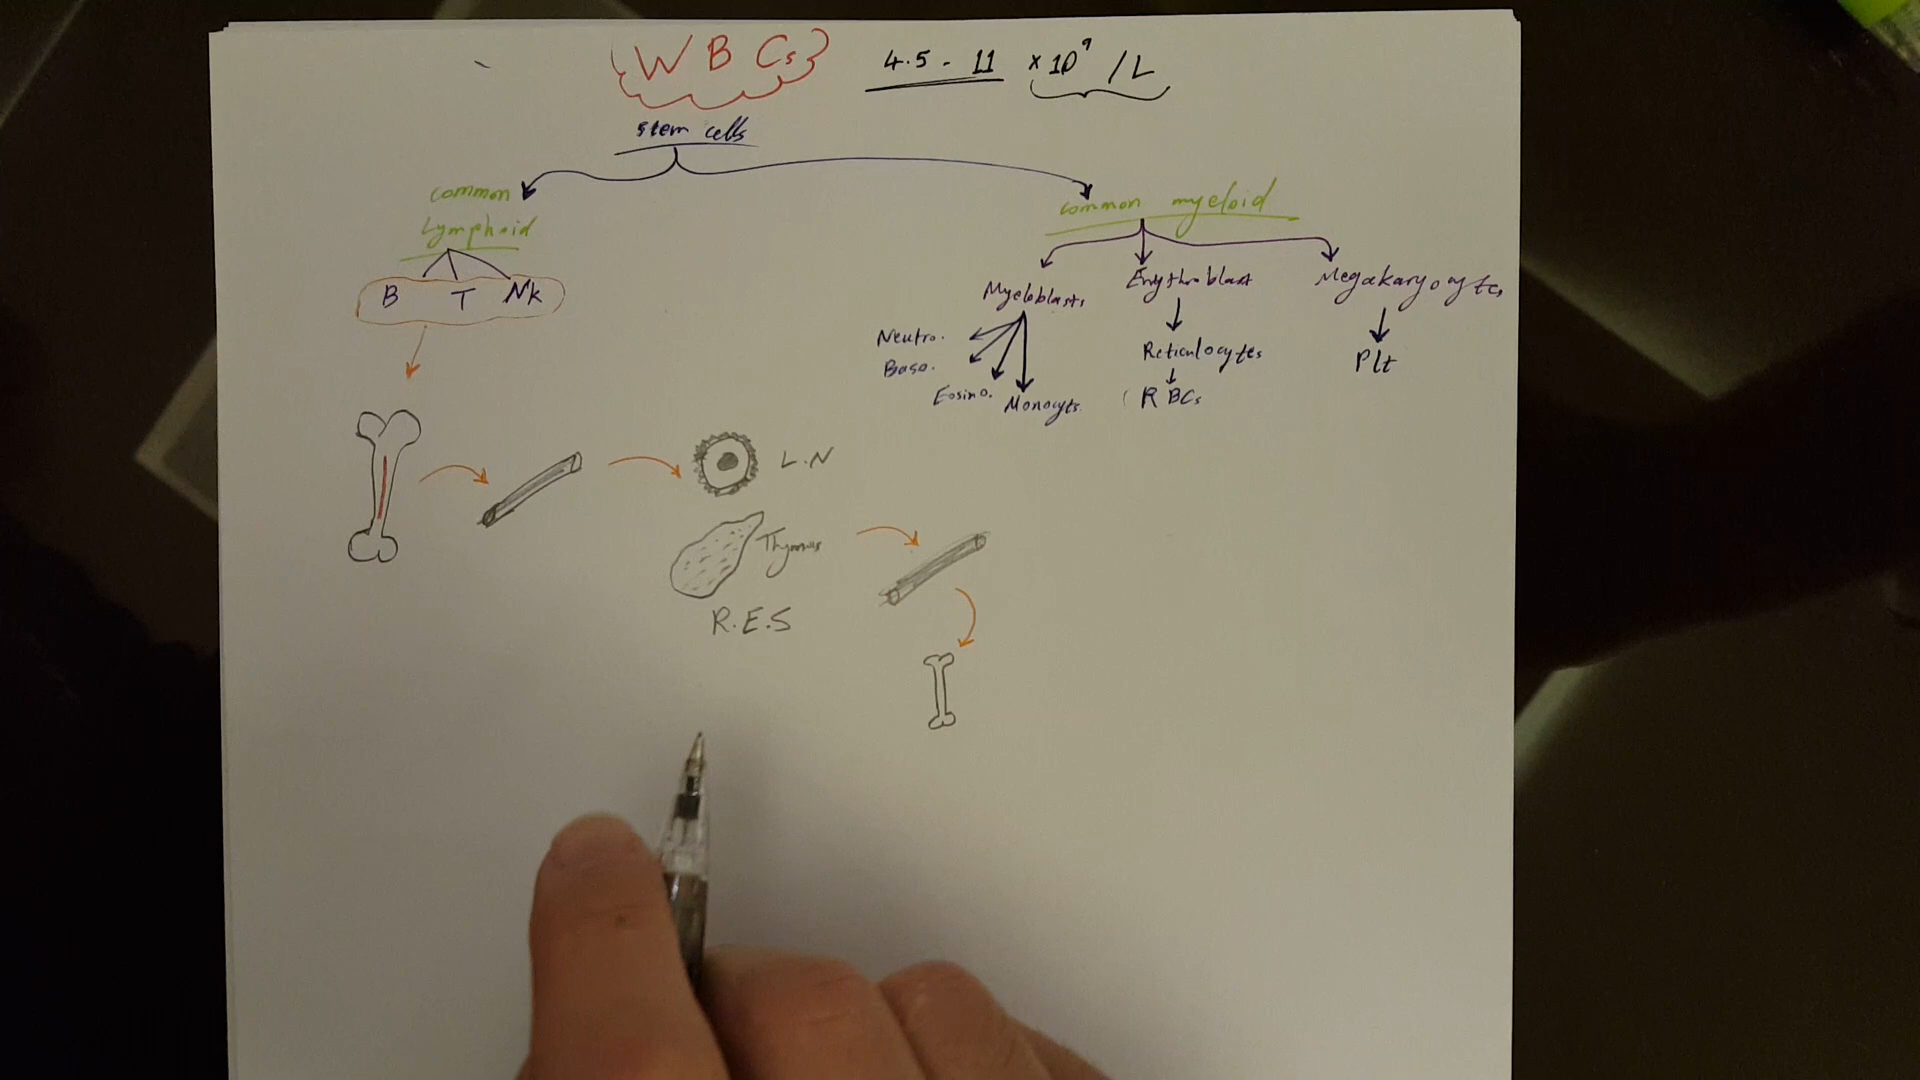 WBCs 4.5 - 11 x10⁹ /L
stem cells
common
Lymphoid
common myeloid
B T Nk
Myeloblasts
Erythroblast
Megakaryocytes
Neutro.
Baso.
Eosino.
Monocyts.
Reticulocytes
RBCs
Plt
L.N
Thymus
R.E.S